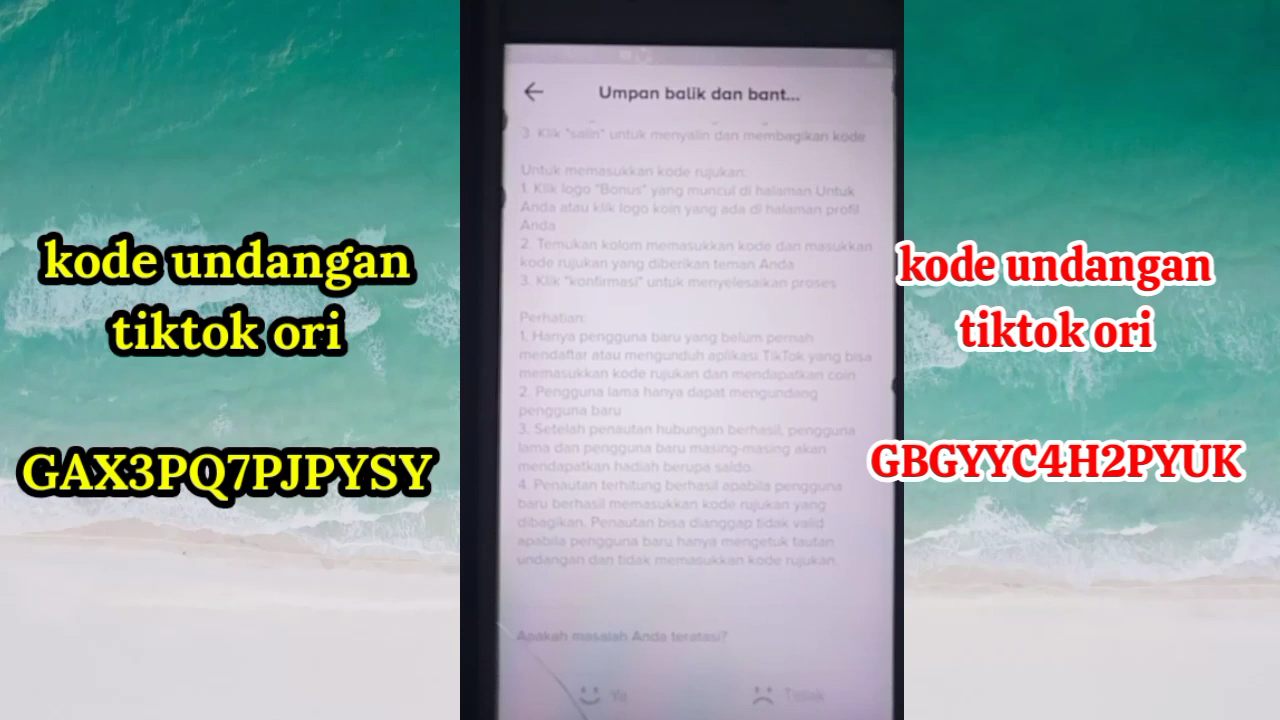 kode undangan
tiktok ori
GAX3PQ7PJPYSY
Umpan balik dan bant...
3. Klik "salin" untuk menyalin dan membagikan kode
Untuk memasukkan kode rujukan:
1. Klik logo "Bonus" yang muncul di halaman Untuk
Anda atau klik logo koin yang ada di halaman profil
Anda
2. Temukan kolom memasukkan kode dan masukkan
kode rujukan yang diberikan teman Anda
3. Klik "konfirmasi" untuk menyelesaikan proses
Perhatian:
1. Hanya pengguna baru yang belum pernah
mendaftar atau mengunduh aplikasi TikTok yang bisa
memasukkan kode rujukan dan mendapatkan coin
2. Pengguna lama hanya dapat mengundang
pengguna baru
3. Setelah penautan hubungan berhasil, pengguna
lama dan pengguna baru masing-masing akan
mendapatkan hadiah berupa saldo.
4. Penautan terhitung berhasil apabila pengguna
baru berhasil memasukkan kode rujukan yang
dibagikan. Penautan bisa dianggap tidak valid
apabila pengguna baru hanya mengetuk tautan
undangan dan tidak memasukkan kode rujukan.
Apakah masalah Anda teratasi?
Ya
Tidak
kode undangan
tiktok ori
GBGYYC4H2PYUK